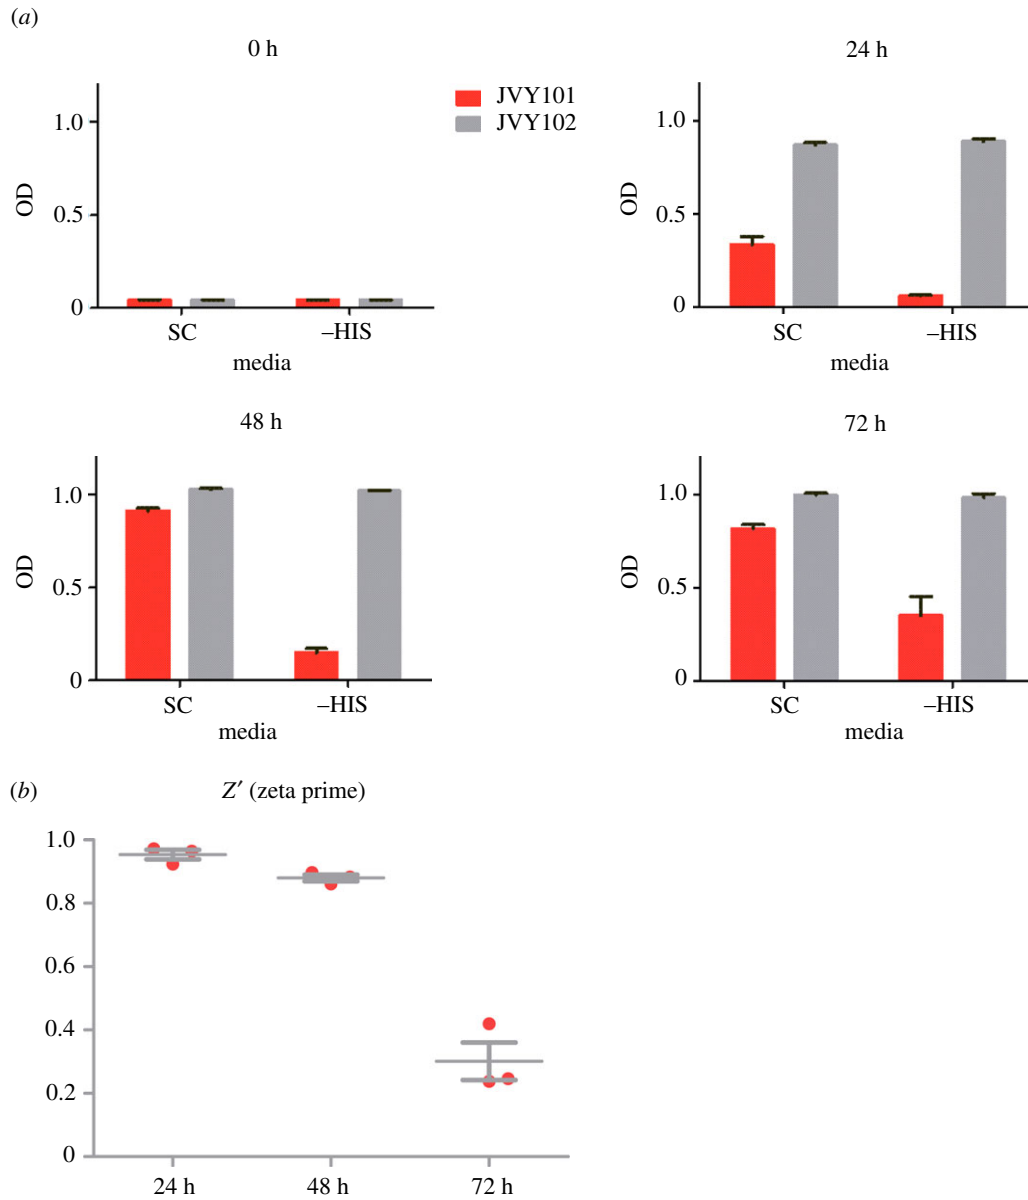 (a)
0 h
24 h
JVY101
JVY102
1.0
0.5
0
OD
SC
–HIS
media
1.0
0.5
0
OD
SC
–HIS
media
48 h
72 h
1.0
0.5
0
OD
SC
–HIS
media
1.0
0.5
0
OD
SC
–HIS
media
(b)
Z′ (zeta prime)
1.0
0.8
0.6
0.4
0.2
0
24 h
48 h
72 h